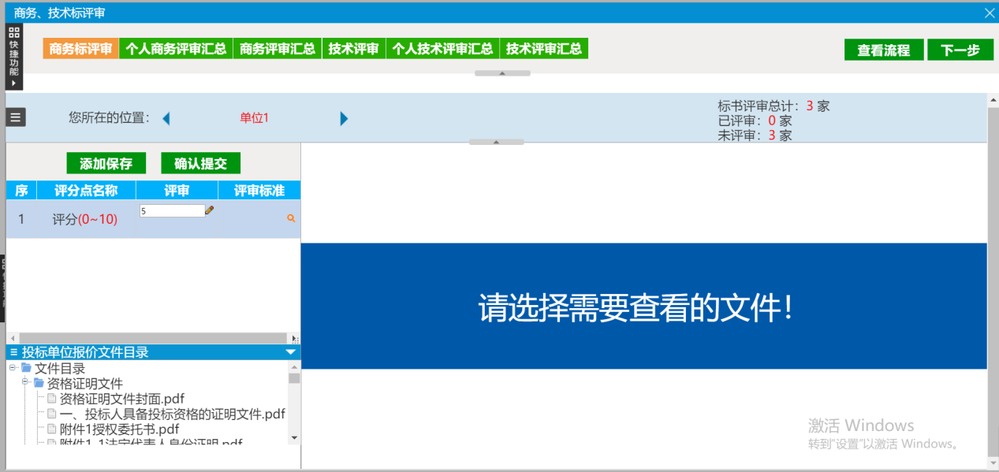 商务、技术标评审
快捷功能
商务标评审 个人商务评审汇总 商务评审汇总 技术评审 个人技术评审汇总 技术评审汇总
查看流程 下一步
您所在的位置： 单位1
标书评审总计：3 家
已评审：0 家
未评审：3 家
添加保存 确认提交
序 评分点名称 评审 评审标准
1 评分(0~10) 5
请选择需要查看的文件！
投标单位报价文件目录
文件目录
资格证明文件
资格证明文件封面.pdf
一、投标人具备投标资格的证明文件.pdf
附件1授权委托书.pdf
附件1-1法定代表人身份证明.pdf
激活 Windows
转到"设置"以激活 Windows。